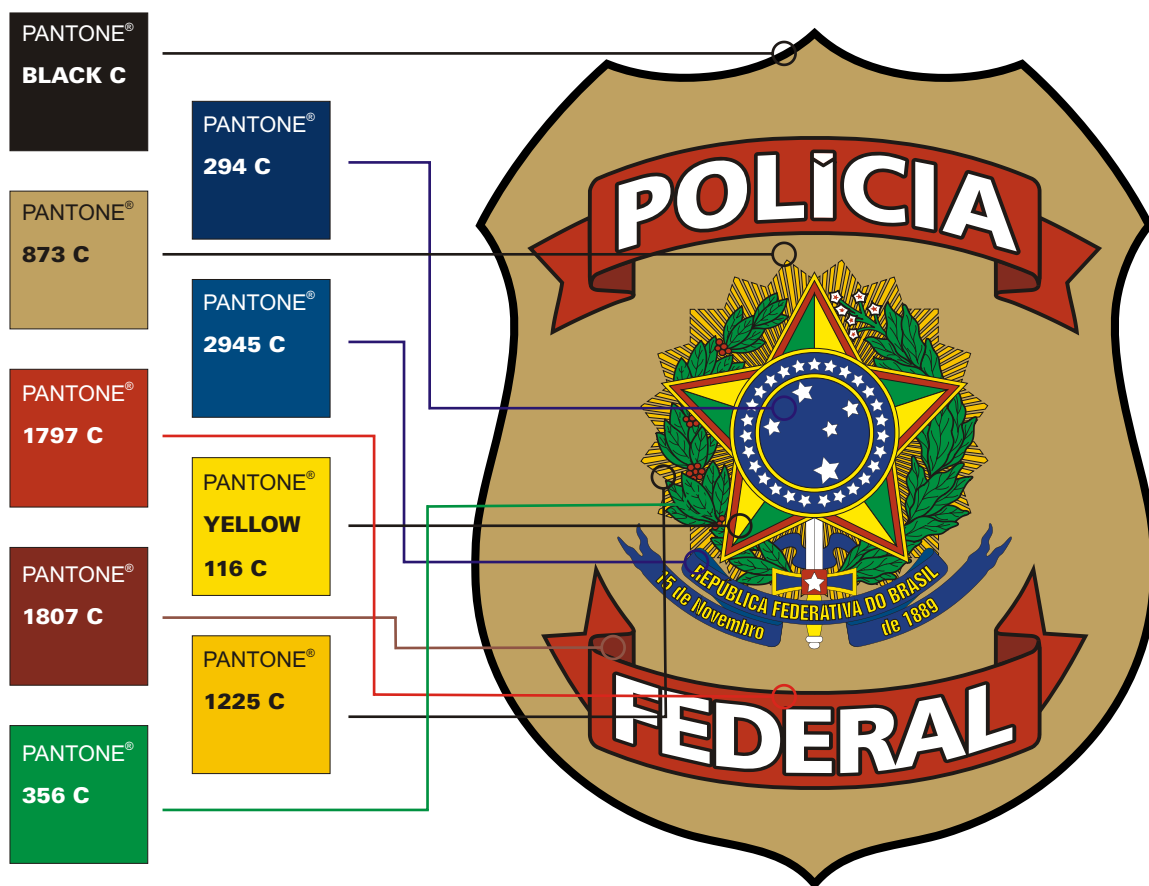 PANTONE®
BLACK C
PANTONE®
873 C
PANTONE®
1797 C
PANTONE®
1807 C
PANTONE®
356 C
PANTONE®
294 C
PANTONE®
2945 C
PANTONE®
YELLOW
116 C
PANTONE®
1225 C
POLÍCIA
REPUBLICA FEDERATIVA DO BRASIL
15 de Novembro
de 1889
FEDERAL